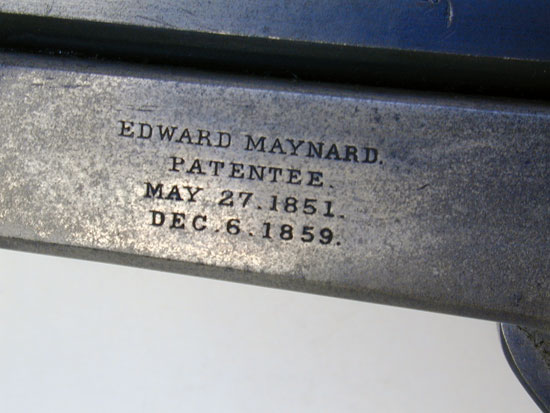 EDWARD MAYNARD.
PATENTEE.
MAY 27.1851.
DEC.6.1859.